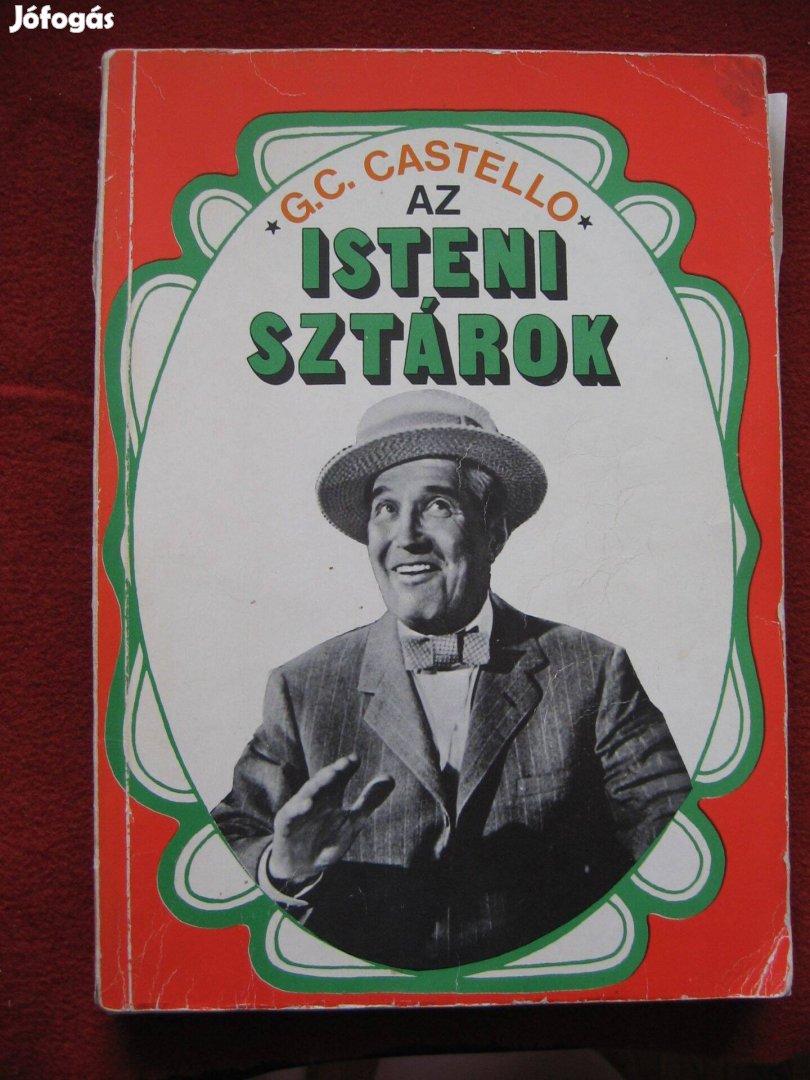 Jófogás
G.C. CASTELLO
AZ
ISTENI
SZTÁROK